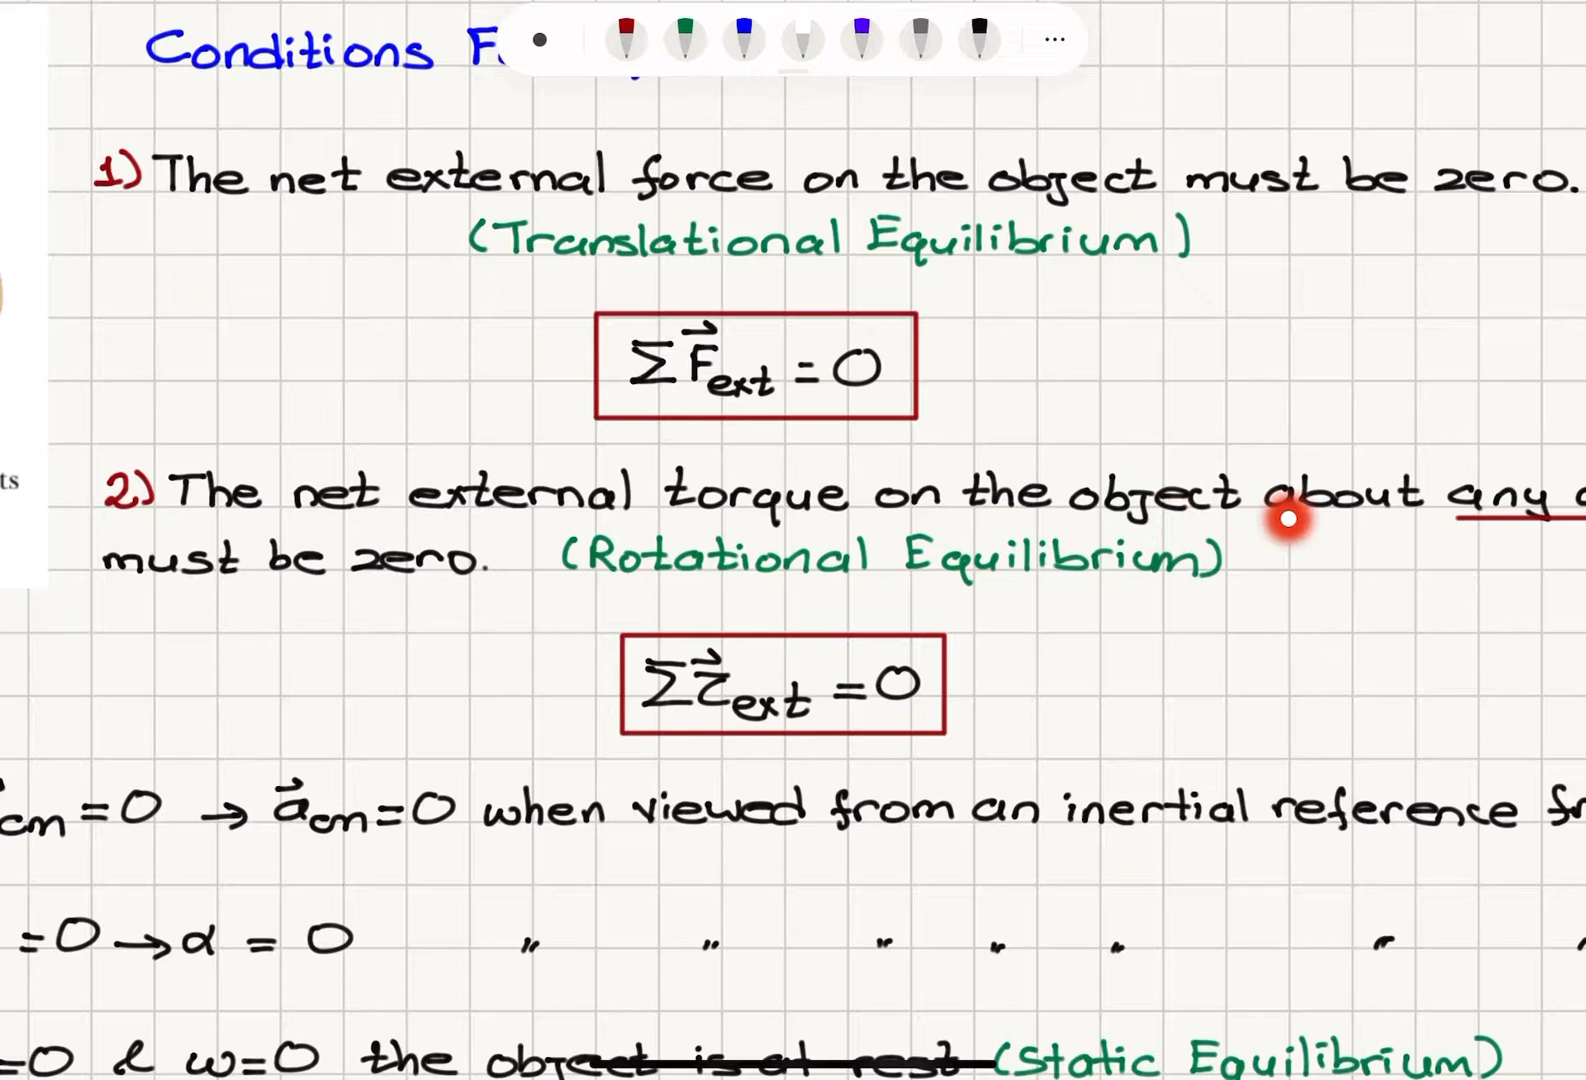 Conditions F
1) The net external force on the object must be zero.
(Translational Equilibrium)
Σ F⃗ext = 0
ts
2) The net external torque on the object about any
must be zero. (Rotational Equilibrium)
Σ τ⃗ext = 0
cm = 0 → a⃗cm = 0 when viewed from an inertial reference fr
= 0 → α = 0 " " " " " "
=0 & ω=0 the object is at rest (Static Equilibrium)